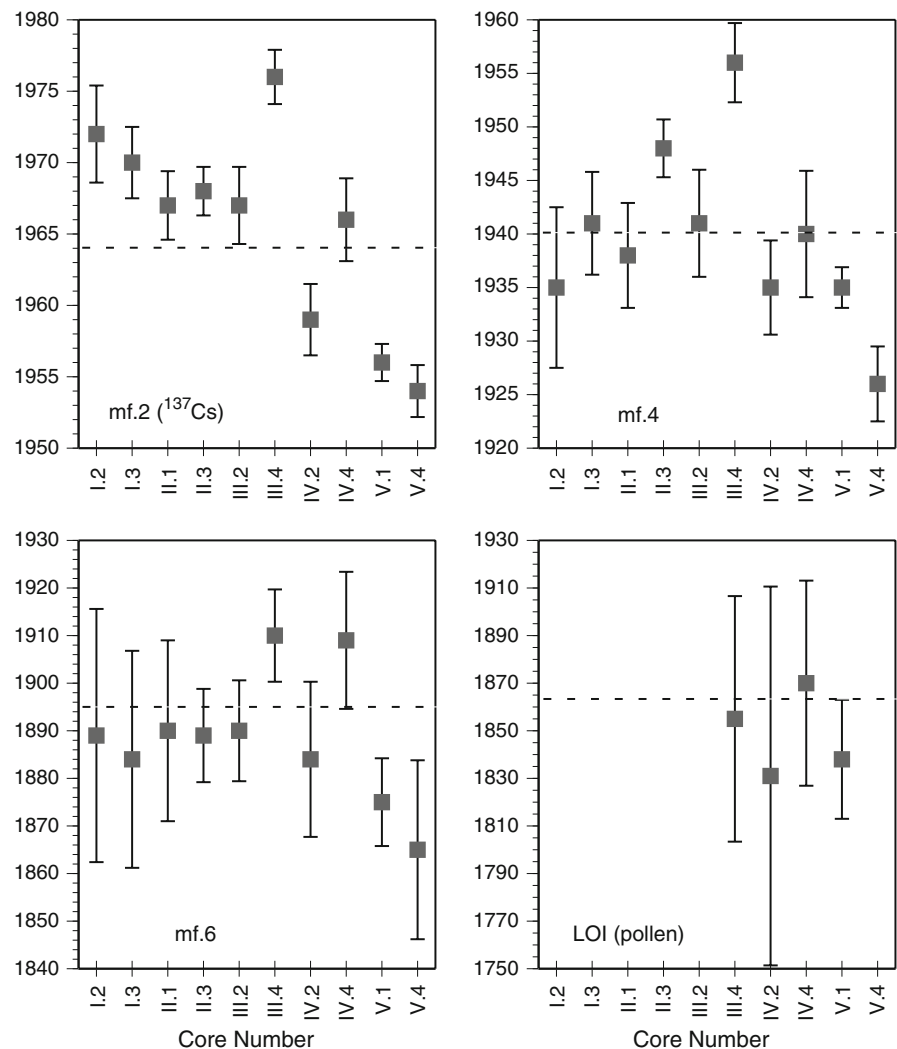 1980
1975
1970
1965
1960
1955
1950
mf.2 (137Cs)
I.2
I.3
II.1
II.3
III.2
III.4
IV.2
IV.4
V.1
V.4
1960
1955
1950
1945
1940
1935
1930
1925
1920
mf.4
I.2
I.3
II.1
II.3
III.2
III.4
IV.2
IV.4
V.1
V.4
1930
1920
1910
1900
1890
1880
1870
1860
1850
1840
mf.6
I.2
I.3
II.1
II.3
III.2
III.4
IV.2
IV.4
V.1
V.4
Core Number
1930
1910
1890
1870
1850
1830
1810
1790
1770
1750
LOI (pollen)
I.2
I.3
II.1
II.3
III.2
III.4
IV.2
IV.4
V.1
V.4
Core Number